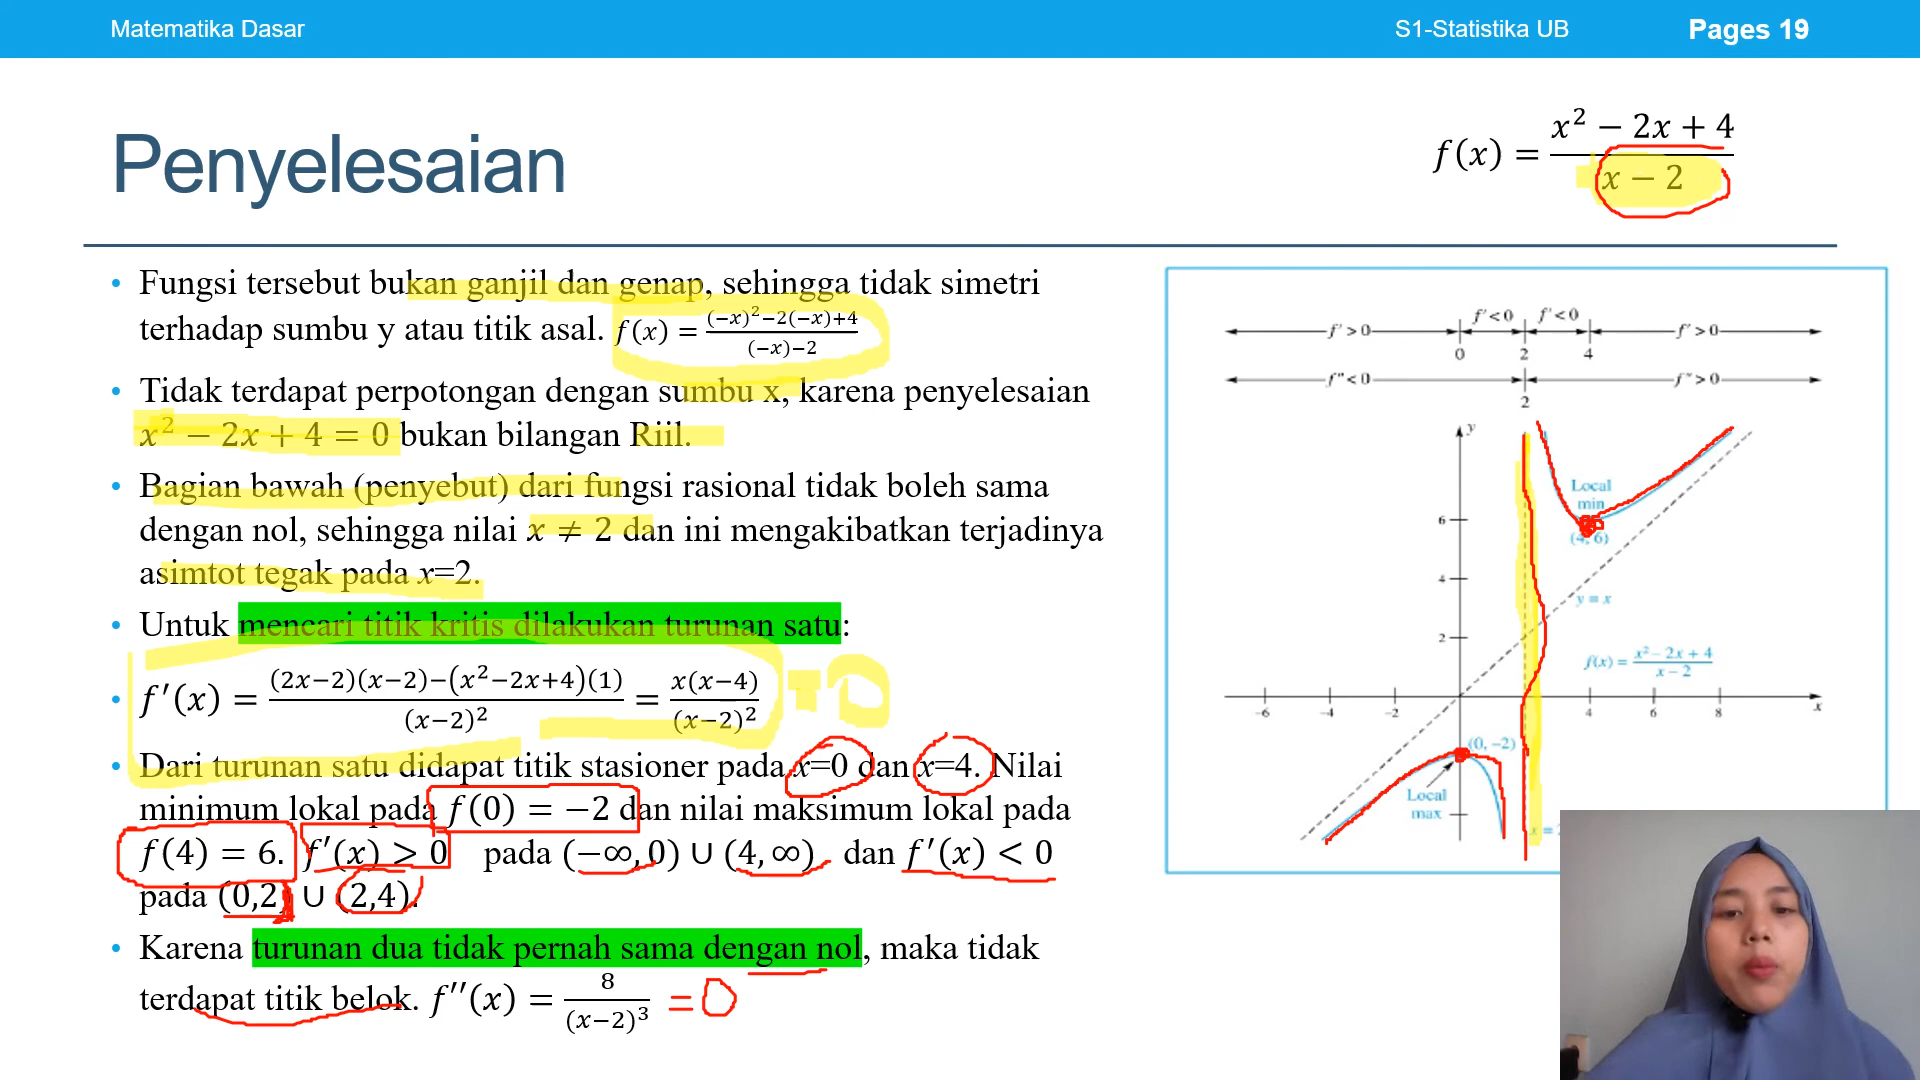 Matematika Dasar
S1-Statistika UB
Pages 19
Penyelesaian
f(x) = (x² − 2x + 4)/(x − 2)
• Fungsi tersebut bukan ganjil dan genap, sehingga tidak simetri
terhadap sumbu y atau titik asal. f(x) = ((−x)²−2(−x)+4)/((−x)−2)
• Tidak terdapat perpotongan dengan sumbu x, karena penyelesaian
x² − 2x + 4 = 0 bukan bilangan Riil.
• Bagian bawah (penyebut) dari fungsi rasional tidak boleh sama
dengan nol, sehingga nilai x ≠ 2 dan ini mengakibatkan terjadinya
asimtot tegak pada x=2.
• Untuk mencari titik kritis dilakukan turunan satu:
• f′(x) = ((2x−2)(x−2)−(x²−2x+4)(1))/((x−2)²) = (x(x−4))/((x−2)²) = 0
• Dari turunan satu didapat titik stasioner pada x=0 dan x=4. Nilai
minimum lokal pada f(0) = −2 dan nilai maksimum lokal pada
f(4) = 6. f′(x) > 0 pada (−∞,0) ∪ (4,∞) dan f′(x) < 0
pada (0,2) ∪ (2,4).
• Karena turunan dua tidak pernah sama dengan nol, maka tidak
terdapat titik belok. f′′(x) = 8/((x−2)³) = 0
f′>0 f′<0 f′<0 f′>0
0 2 4
f″<0 f″>0
2
y
Local
min
(4, 6)
6
4
y = x
2
f(x) = (x² − 2x + 4)/(x − 2)
-6 -4 -2 4 6 8 x
(0, −2)
Local
max
x =